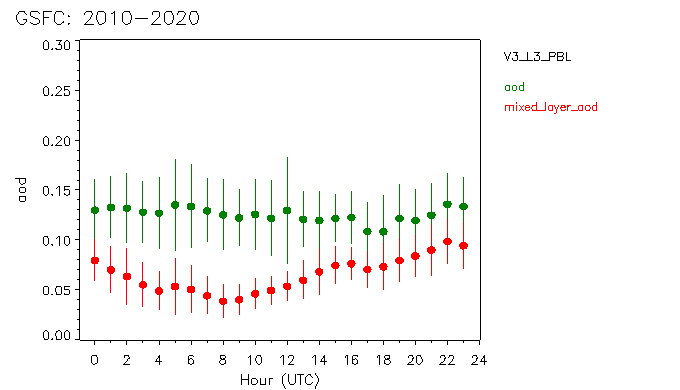 GSFC: 2010-2020
V3_L3_PBL
aod
mixed_layer_aod
0.30
0.25
0.20
0.15
0.10
0.05
0.00
aod
0 2 4 6 8 10 12 14 16 18 20 22 24
Hour (UTC)